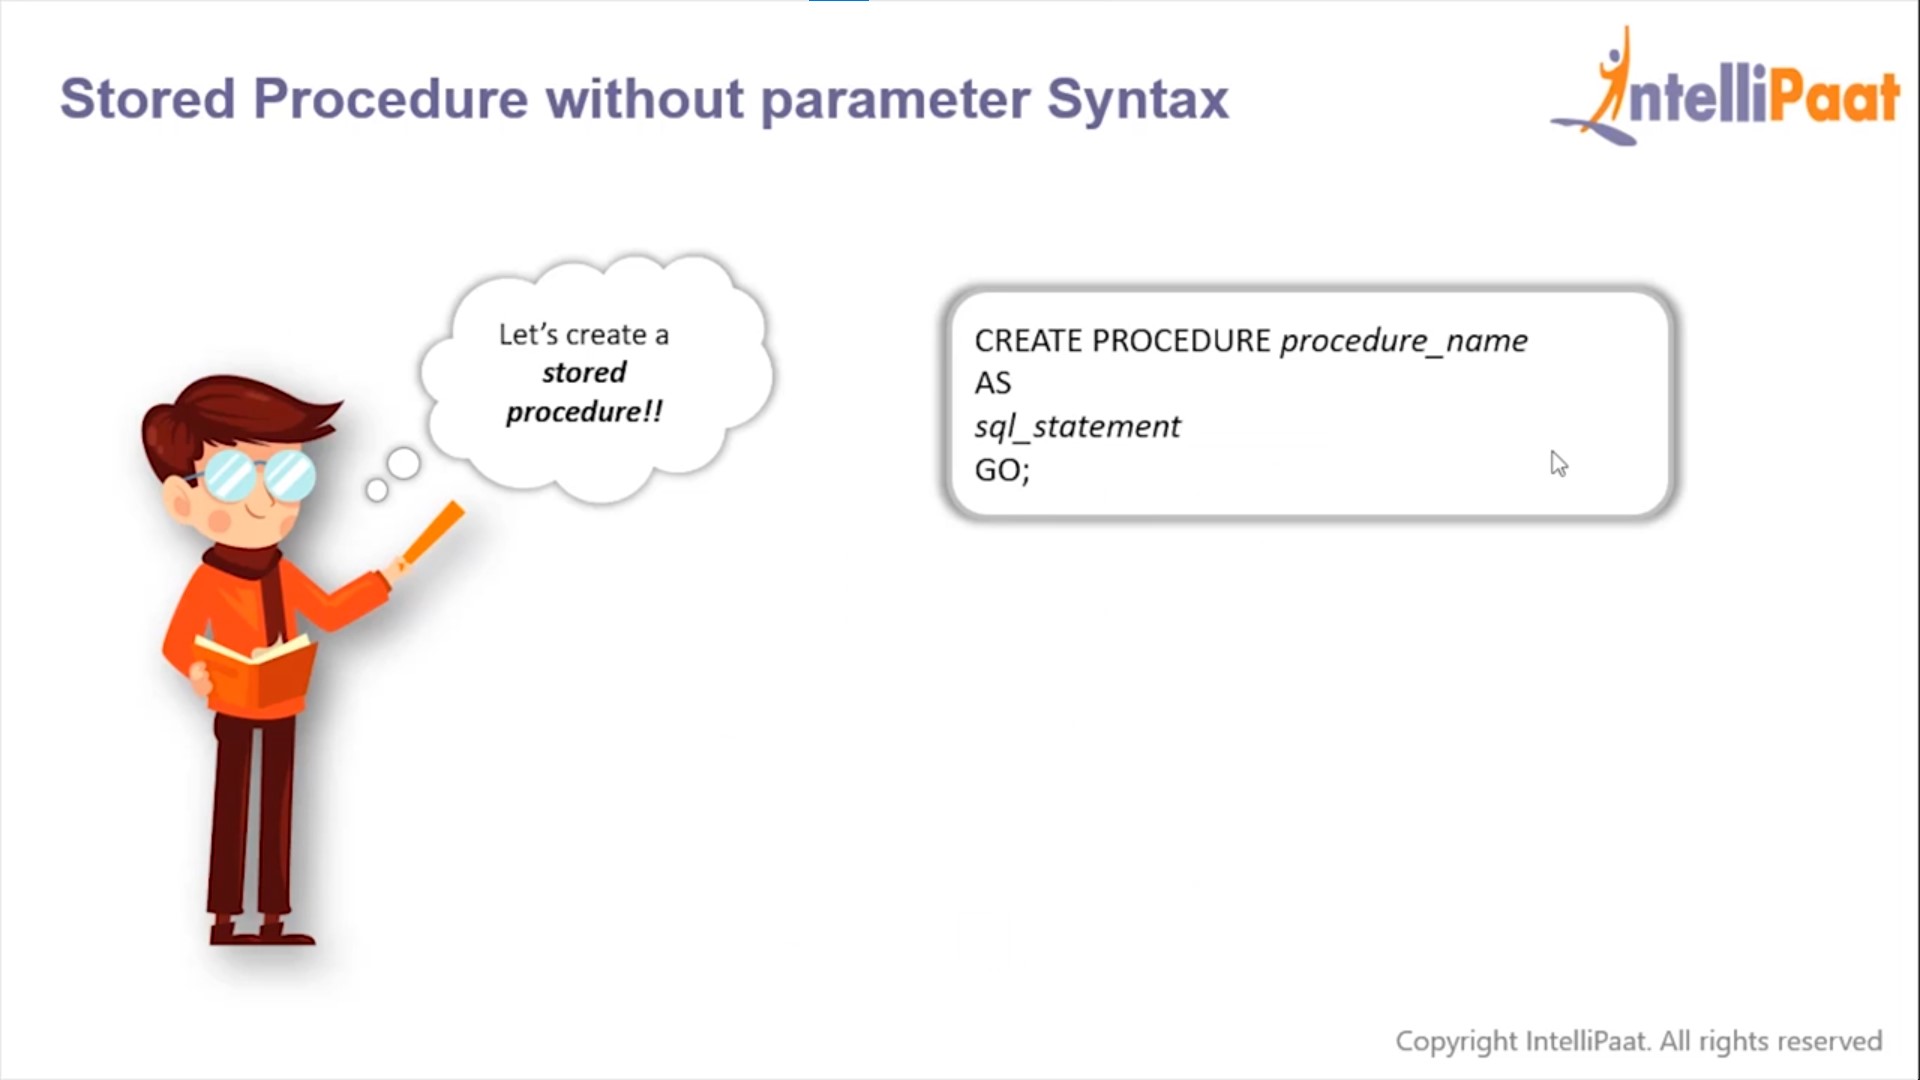 Stored Procedure without parameter Syntax
IntelliPaat
Let's create a
stored
procedure!!
CREATE PROCEDURE procedure_name
AS
sql_statement
GO;
Copyright IntelliPaat. All rights reserved